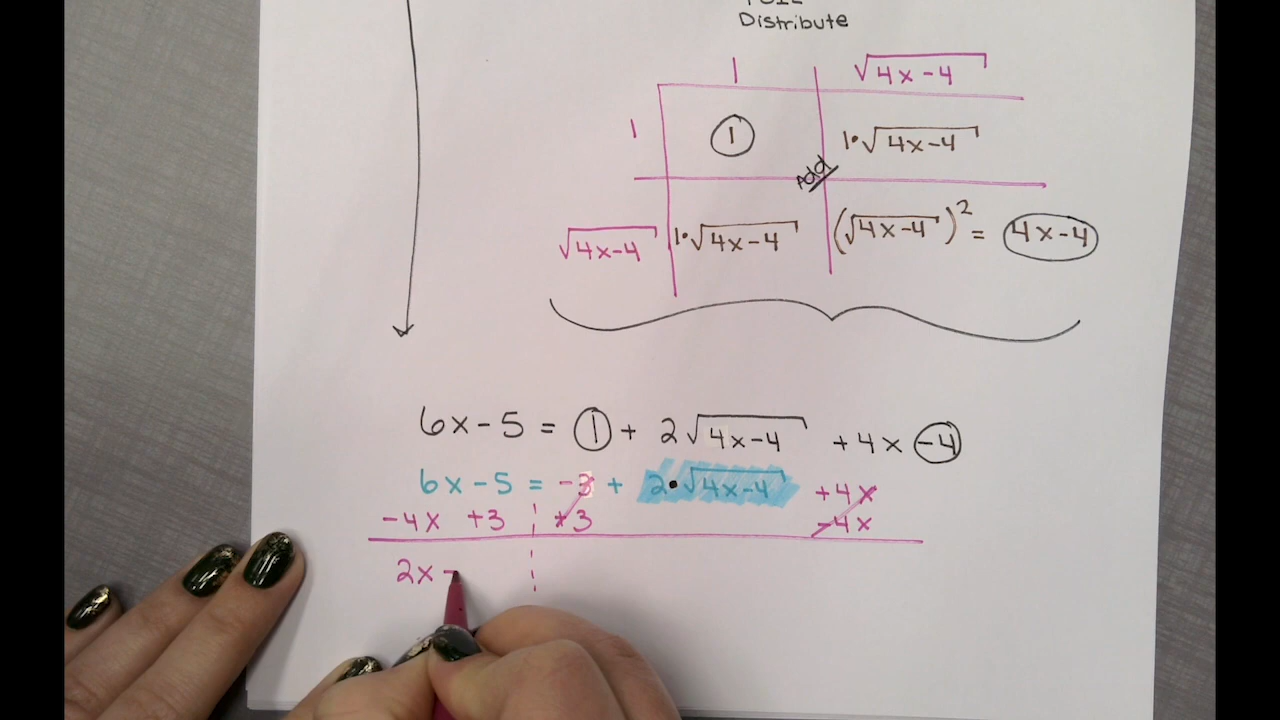 Distribute
1 √4x-4
1 1 1·√4x-4
Add
√4x-4 1·√4x-4 (√4x-4)² = 4x-4
6x-5 = 1 + 2√4x-4 +4x -4
6x-5 = -3 + 2·√4x-4 +4x
-4x +3 +3 -4x
2x -